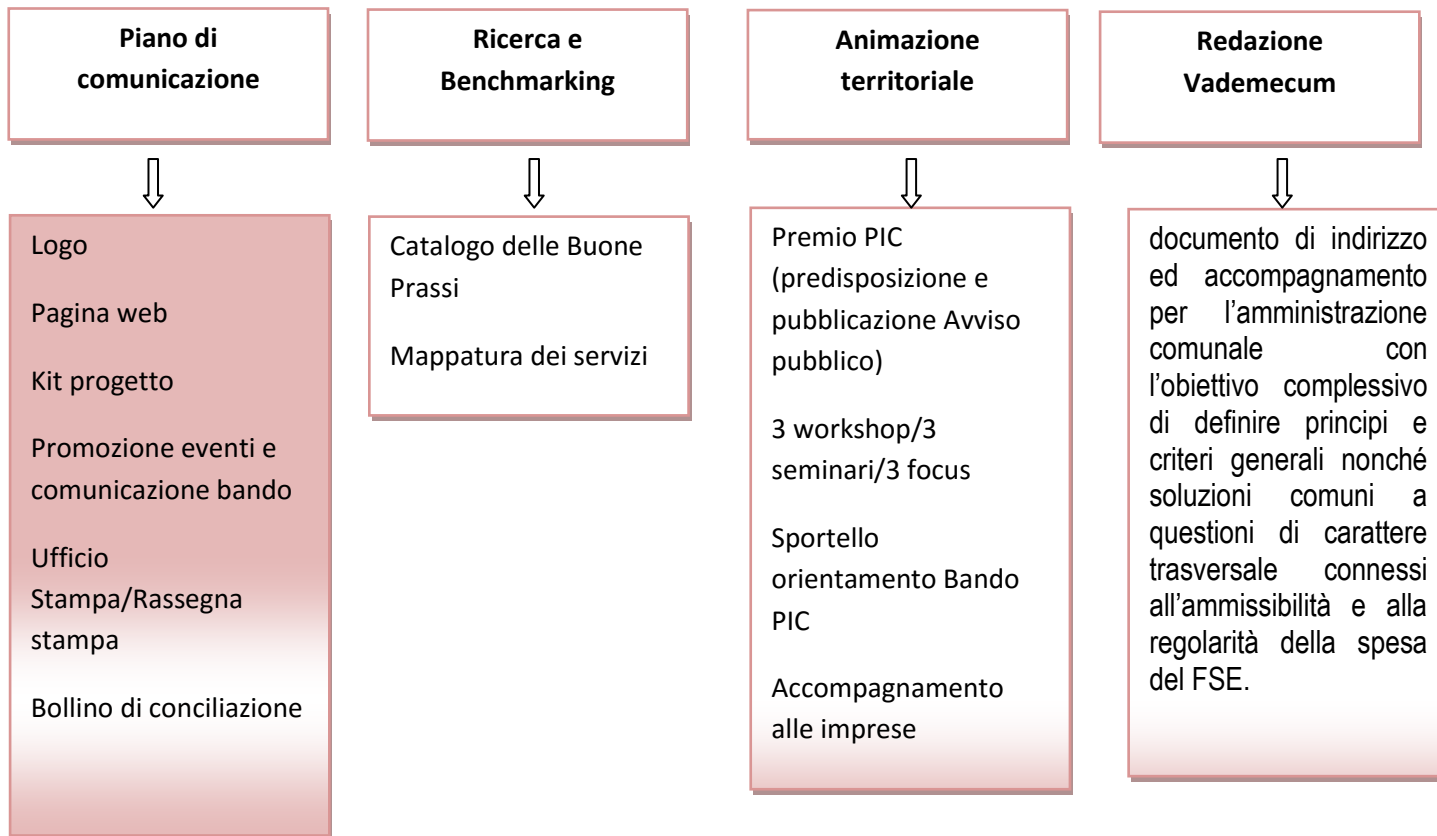 Piano di
comunicazione
Logo
Pagina web
Kit progetto
Promozione eventi e
comunicazione bando
Ufficio
Stampa/Rassegna
stampa
Bollino di conciliazione
Ricerca e
Benchmarking
Catalogo delle Buone
Prassi
Mappatura dei servizi
Animazione
territoriale
Premio PIC
(predisposizione e
pubblicazione Avviso
pubblico)
3 workshop/3
seminari/3 focus
Sportello
orientamento Bando
PIC
Accompagnamento
alle imprese
Redazione
Vademecum
documento di indirizzo
ed accompagnamento
per l’amministrazione
comunale con
l’obiettivo complessivo
di definire principi e
criteri generali nonché
soluzioni comuni a
questioni di carattere
trasversale connessi
all’ammissibilità e alla
regolarità della spesa
del FSE.